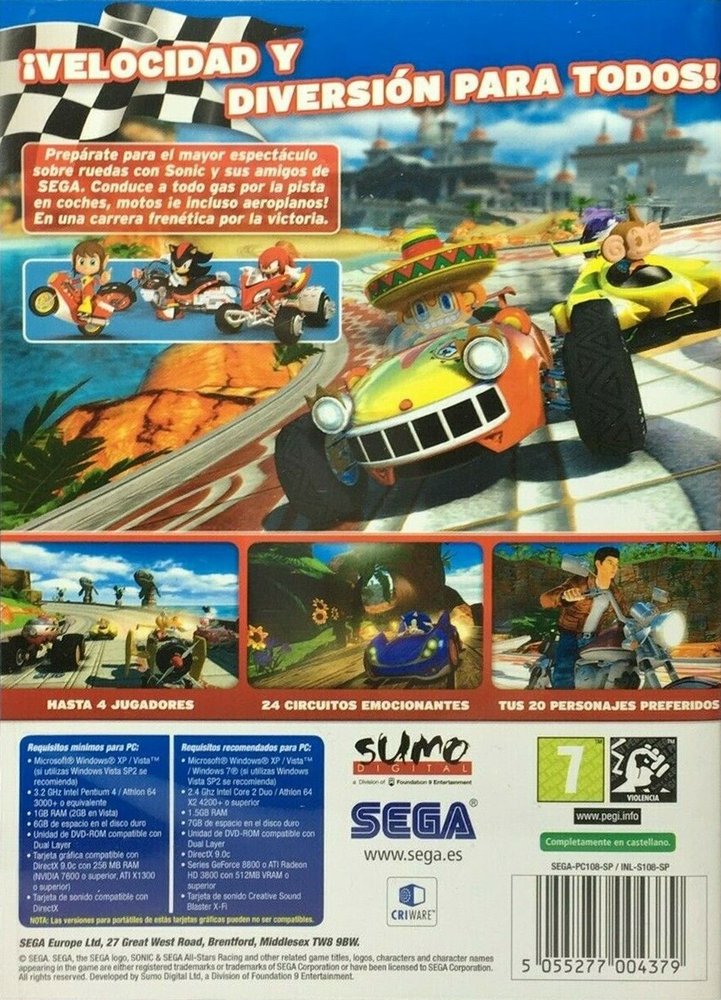 ¡VELOCIDAD Y
DIVERSIÓN PARA TODOS!
Prepárate para el mayor espectáculo
sobre ruedas con Sonic y sus amigos de
SEGA. Conduce a todo gas por la pista
en coches, motos ¡e incluso aeroplanos!
En una carrera frenética por la victoria.
HASTA 4 JUGADORES
24 CIRCUITOS EMOCIONANTES
TUS 20 PERSONAJES PREFERIDOS
Requisitos mínimos para PC:
• Microsoft® Windows® XP / Vista™
(si utilizas Windows Vista SP2 se
recomienda)
• 3.2 GHz Intel Pentium 4 / Athlon 64
3000+ o equivalente
• 1GB RAM (2GB en Vista)
• 6GB de espacio en el disco duro
• Unidad de DVD-ROM compatible con
Dual Layer
• Tarjeta gráfica compatible con
DirectX 9.0c con 256 MB RAM
(NVIDIA 7600 o superior, ATI X1300
o superior)
• Tarjeta de sonido compatible con
DirectX
Requisitos recomendados para PC:
• Microsoft® Windows® XP / Vista™
/ Windows 7® (si utilizas Windows
Vista SP2 se recomienda)
• 2.4 Ghz Intel Core 2 Duo / Athlon 64
X2 4200+ o superior
• 1.5GB RAM
• 7GB de espacio en el disco duro
• Unidad de DVD-ROM compatible con
Dual Layer
• DirectX 9.0c
• Series GeForce 8800 o ATI Radeon
HD 3800 con 512MB VRAM o
superior
• Tarjeta de sonido Creative Sound
Blaster X-Fi
NOTA: Las versiones para portátiles de estas tarjetas gráficas pueden no ser compatibles.
sumo
DIGITAL
a Division of Foundation 9 Entertainment
SEGA®
www.sega.es
CRIWARE™
7
VIOLENCIA
www.pegi.info
Completamente en castellano.
SEGA-PC108-SP / INL-S108-SP
5 055277 004379
SEGA Europe Ltd, 27 Great West Road, Brentford, Middlesex TW8 9BW.
© SEGA. SEGA, the SEGA logo, SONIC & SEGA All-Stars Racing and other related game titles, logos, characters and character names
appearing in the game are either registered trademarks or trademarks of SEGA Corporation or have been licensed to SEGA Corporation.
All rights reserved. Developed by Sumo Digital Ltd, a Division of Foundation 9 Entertainment.